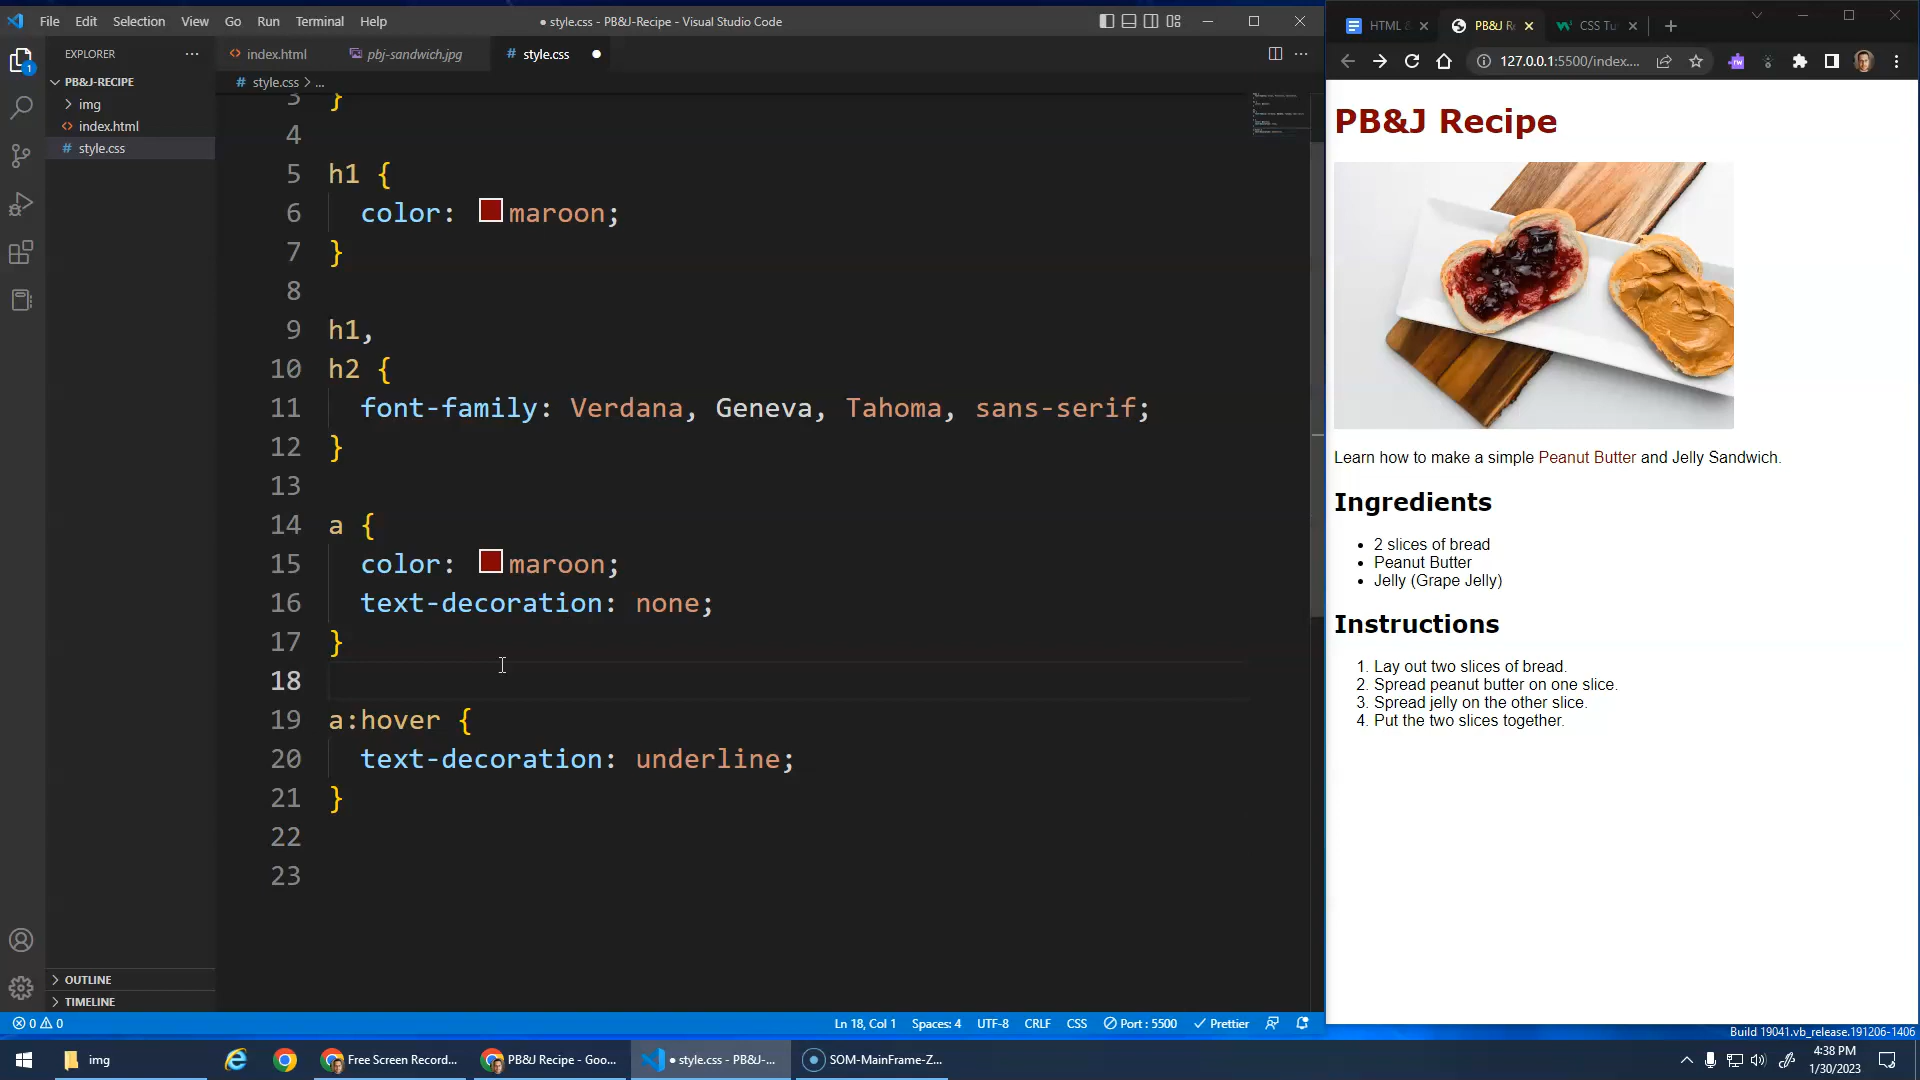 File Edit Selection View Go Run Terminal Help
● style.css - PB&J-Recipe - Visual Studio Code
EXPLORER
PB&J-RECIPE
img
index.html
style.css
OUTLINE
TIMELINE
index.html pbj-sandwich.jpg style.css
style.css > ...
3 }
4
5 h1 {
6 color: maroon;
7 }
8
9 h1,
10 h2 {
11 font-family: Verdana, Geneva, Tahoma, sans-serif;
12 }
13
14 a {
15 color: maroon;
16 text-decoration: none;
17 }
18
19 a:hover {
20 text-decoration: underline;
21 }
22
23
0 0 Ln 18, Col 1 Spaces: 4 UTF-8 CRLF CSS Port : 5500 Prettier
HTML & PB&J R CSS Tu
127.0.0.1:5500/index....
PB&J Recipe
Learn how to make a simple Peanut Butter and Jelly Sandwich.
Ingredients
• 2 slices of bread
• Peanut Butter
• Jelly (Grape Jelly)
Instructions
1. Lay out two slices of bread.
2. Spread peanut butter on one slice.
3. Spread jelly on the other slice.
4. Put the two slices together.
Build 19041.vb_release.191206-1406
img Free Screen Record... PB&J Recipe - Goo... ● style.css - PB&J-... SOM-MainFrame-Z...
4:38 PM
1/30/2023